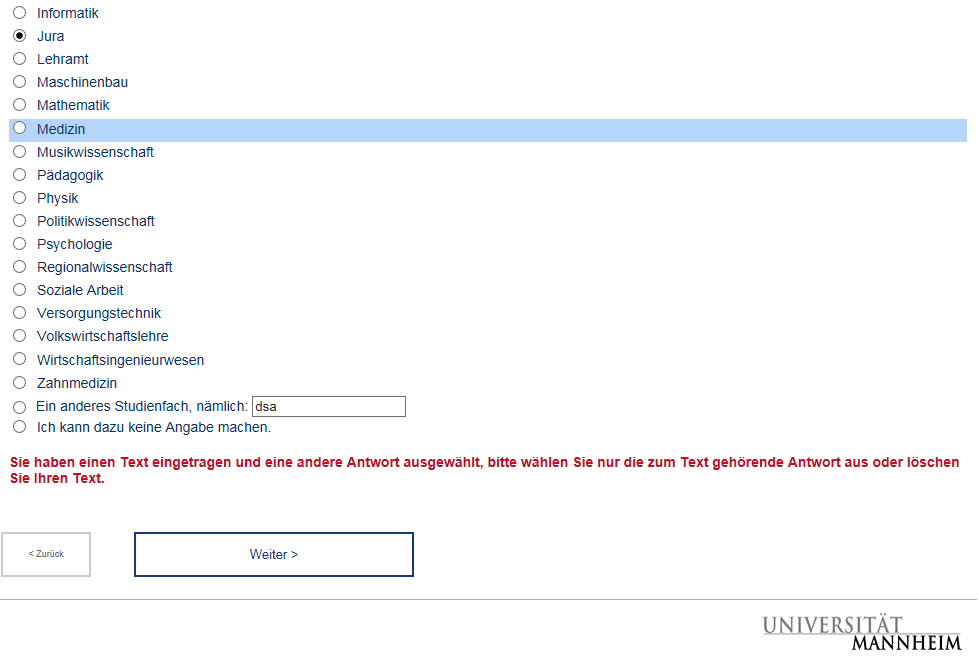 Informatik
Jura
Lehramt
Maschinenbau
Mathematik
Medizin
Musikwissenschaft
Pädagogik
Physik
Politikwissenschaft
Psychologie
Regionalwissenschaft
Soziale Arbeit
Versorgungstechnik
Volkswirtschaftslehre
Wirtschaftsingenieurwesen
Zahnmedizin
Ein anderes Studienfach, nämlich: dsa
Ich kann dazu keine Angabe machen.
Sie haben einen Text eingetragen und eine andere Antwort ausgewählt, bitte wählen Sie nur die zum Text gehörende Antwort aus oder löschen
Sie Ihren Text.
< Zurück
Weiter >
UNIVERSITÄT
MANNHEIM